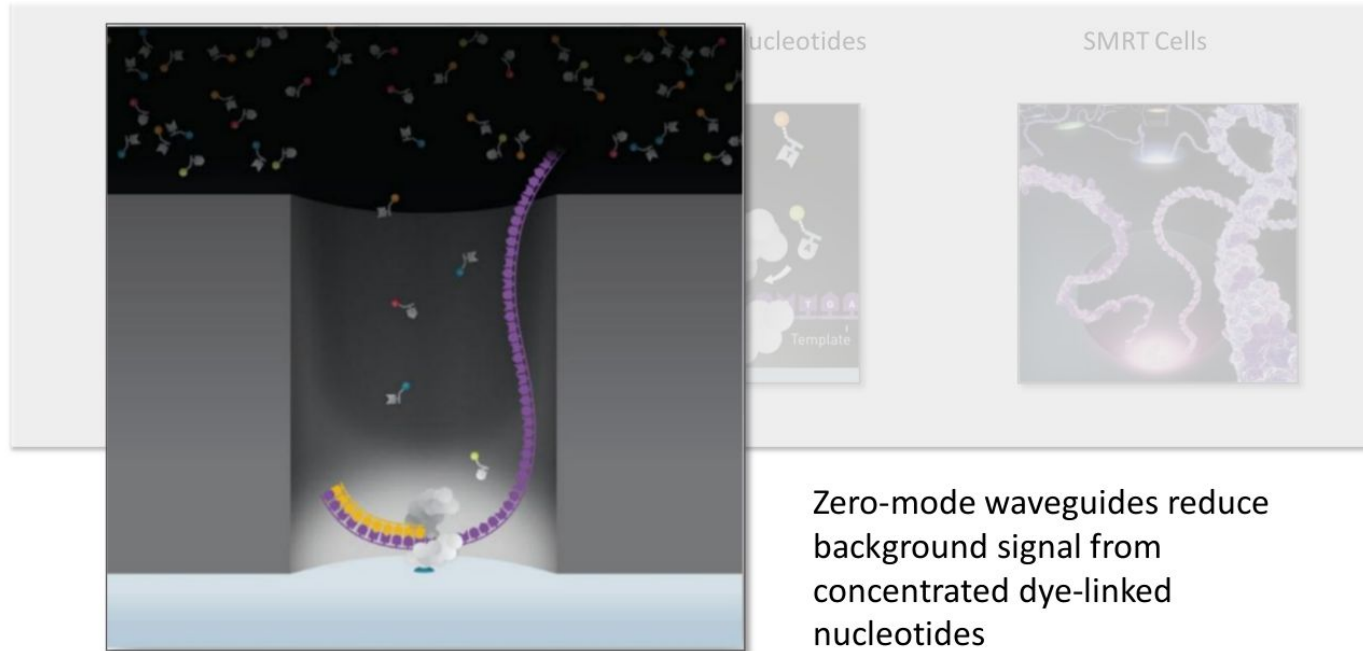 ucleotides
SMRT Cells
T G A
Template
Zero-mode waveguides reduce
background signal from
concentrated dye-linked
nucleotides